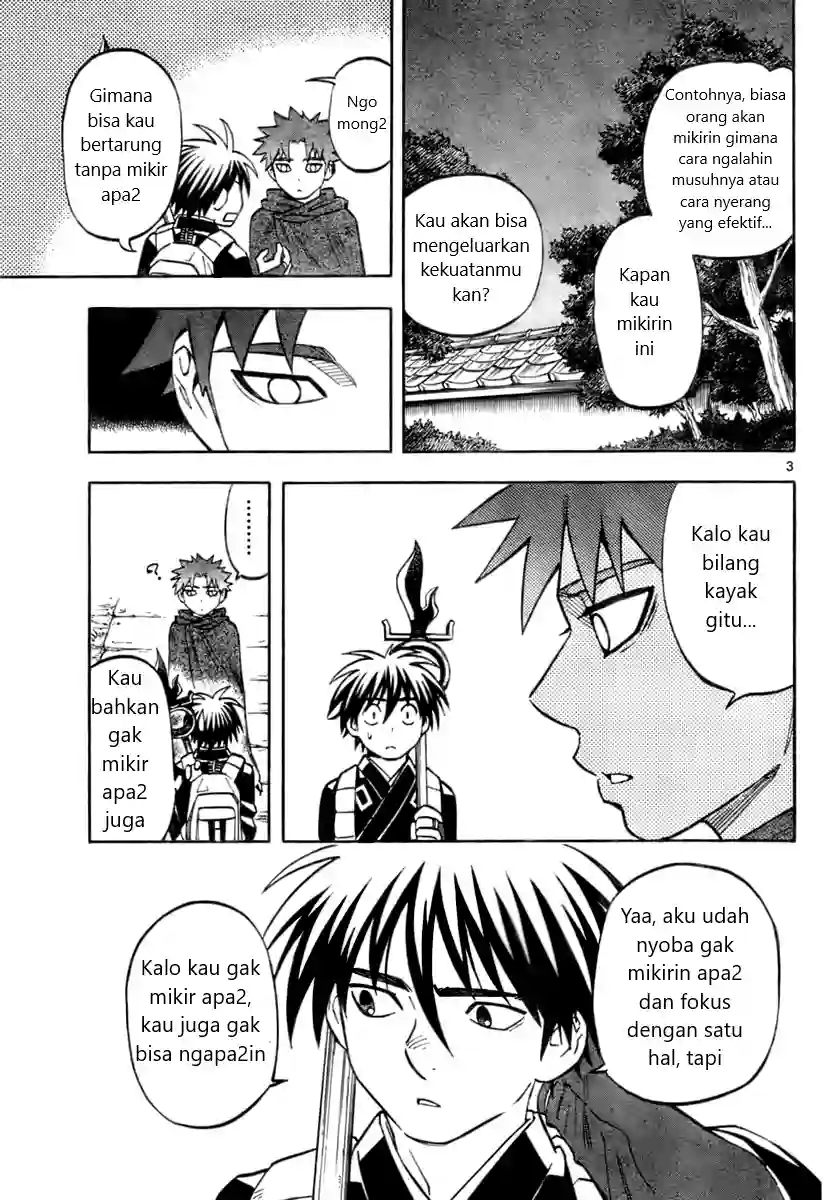 Contohnya, biasa
orang akan
mikirin gimana
cara ngalahin
musuhnya atau
cara nyerang
yang efektif...
Kapan
kau
mikirin
ini
Kau akan bisa
mengeluarkan
kekuatanmu
kan?
Ngo
mong2
Gimana
bisa kau
bertarung
tanpa mikir
apa2
3
Kalo kau
bilang
kayak
gitu...
.........
?
Kau
bahkan
gak
mikir
apa2
juga
Yaa, aku udah
nyoba gak
mikirin apa2
dan fokus
dengan satu
hal, tapi
Kalo kau gak
mikir apa2,
kau juga gak
bisa ngapa2in